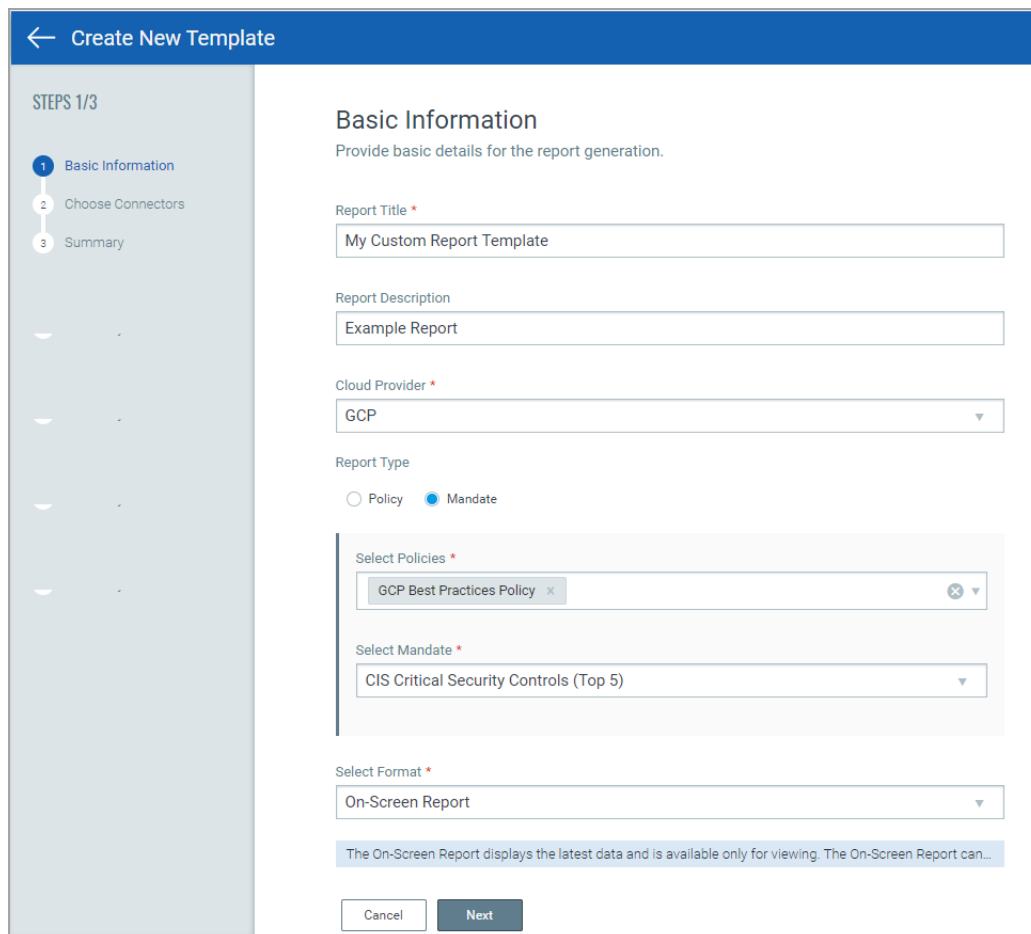 Create New Template
STEPS 1/3
1 Basic Information
2 Choose Connectors
3 Summary
Basic Information
Provide basic details for the report generation.
Report Title *
My Custom Report Template
Report Description
Example Report
Cloud Provider *
GCP
Report Type
Policy Mandate
Select Policies *
GCP Best Practices Policy ×
Select Mandate *
CIS Critical Security Controls (Top 5)
Select Format *
On-Screen Report
The On-Screen Report displays the latest data and is available only for viewing. The On-Screen Report can...
Cancel Next